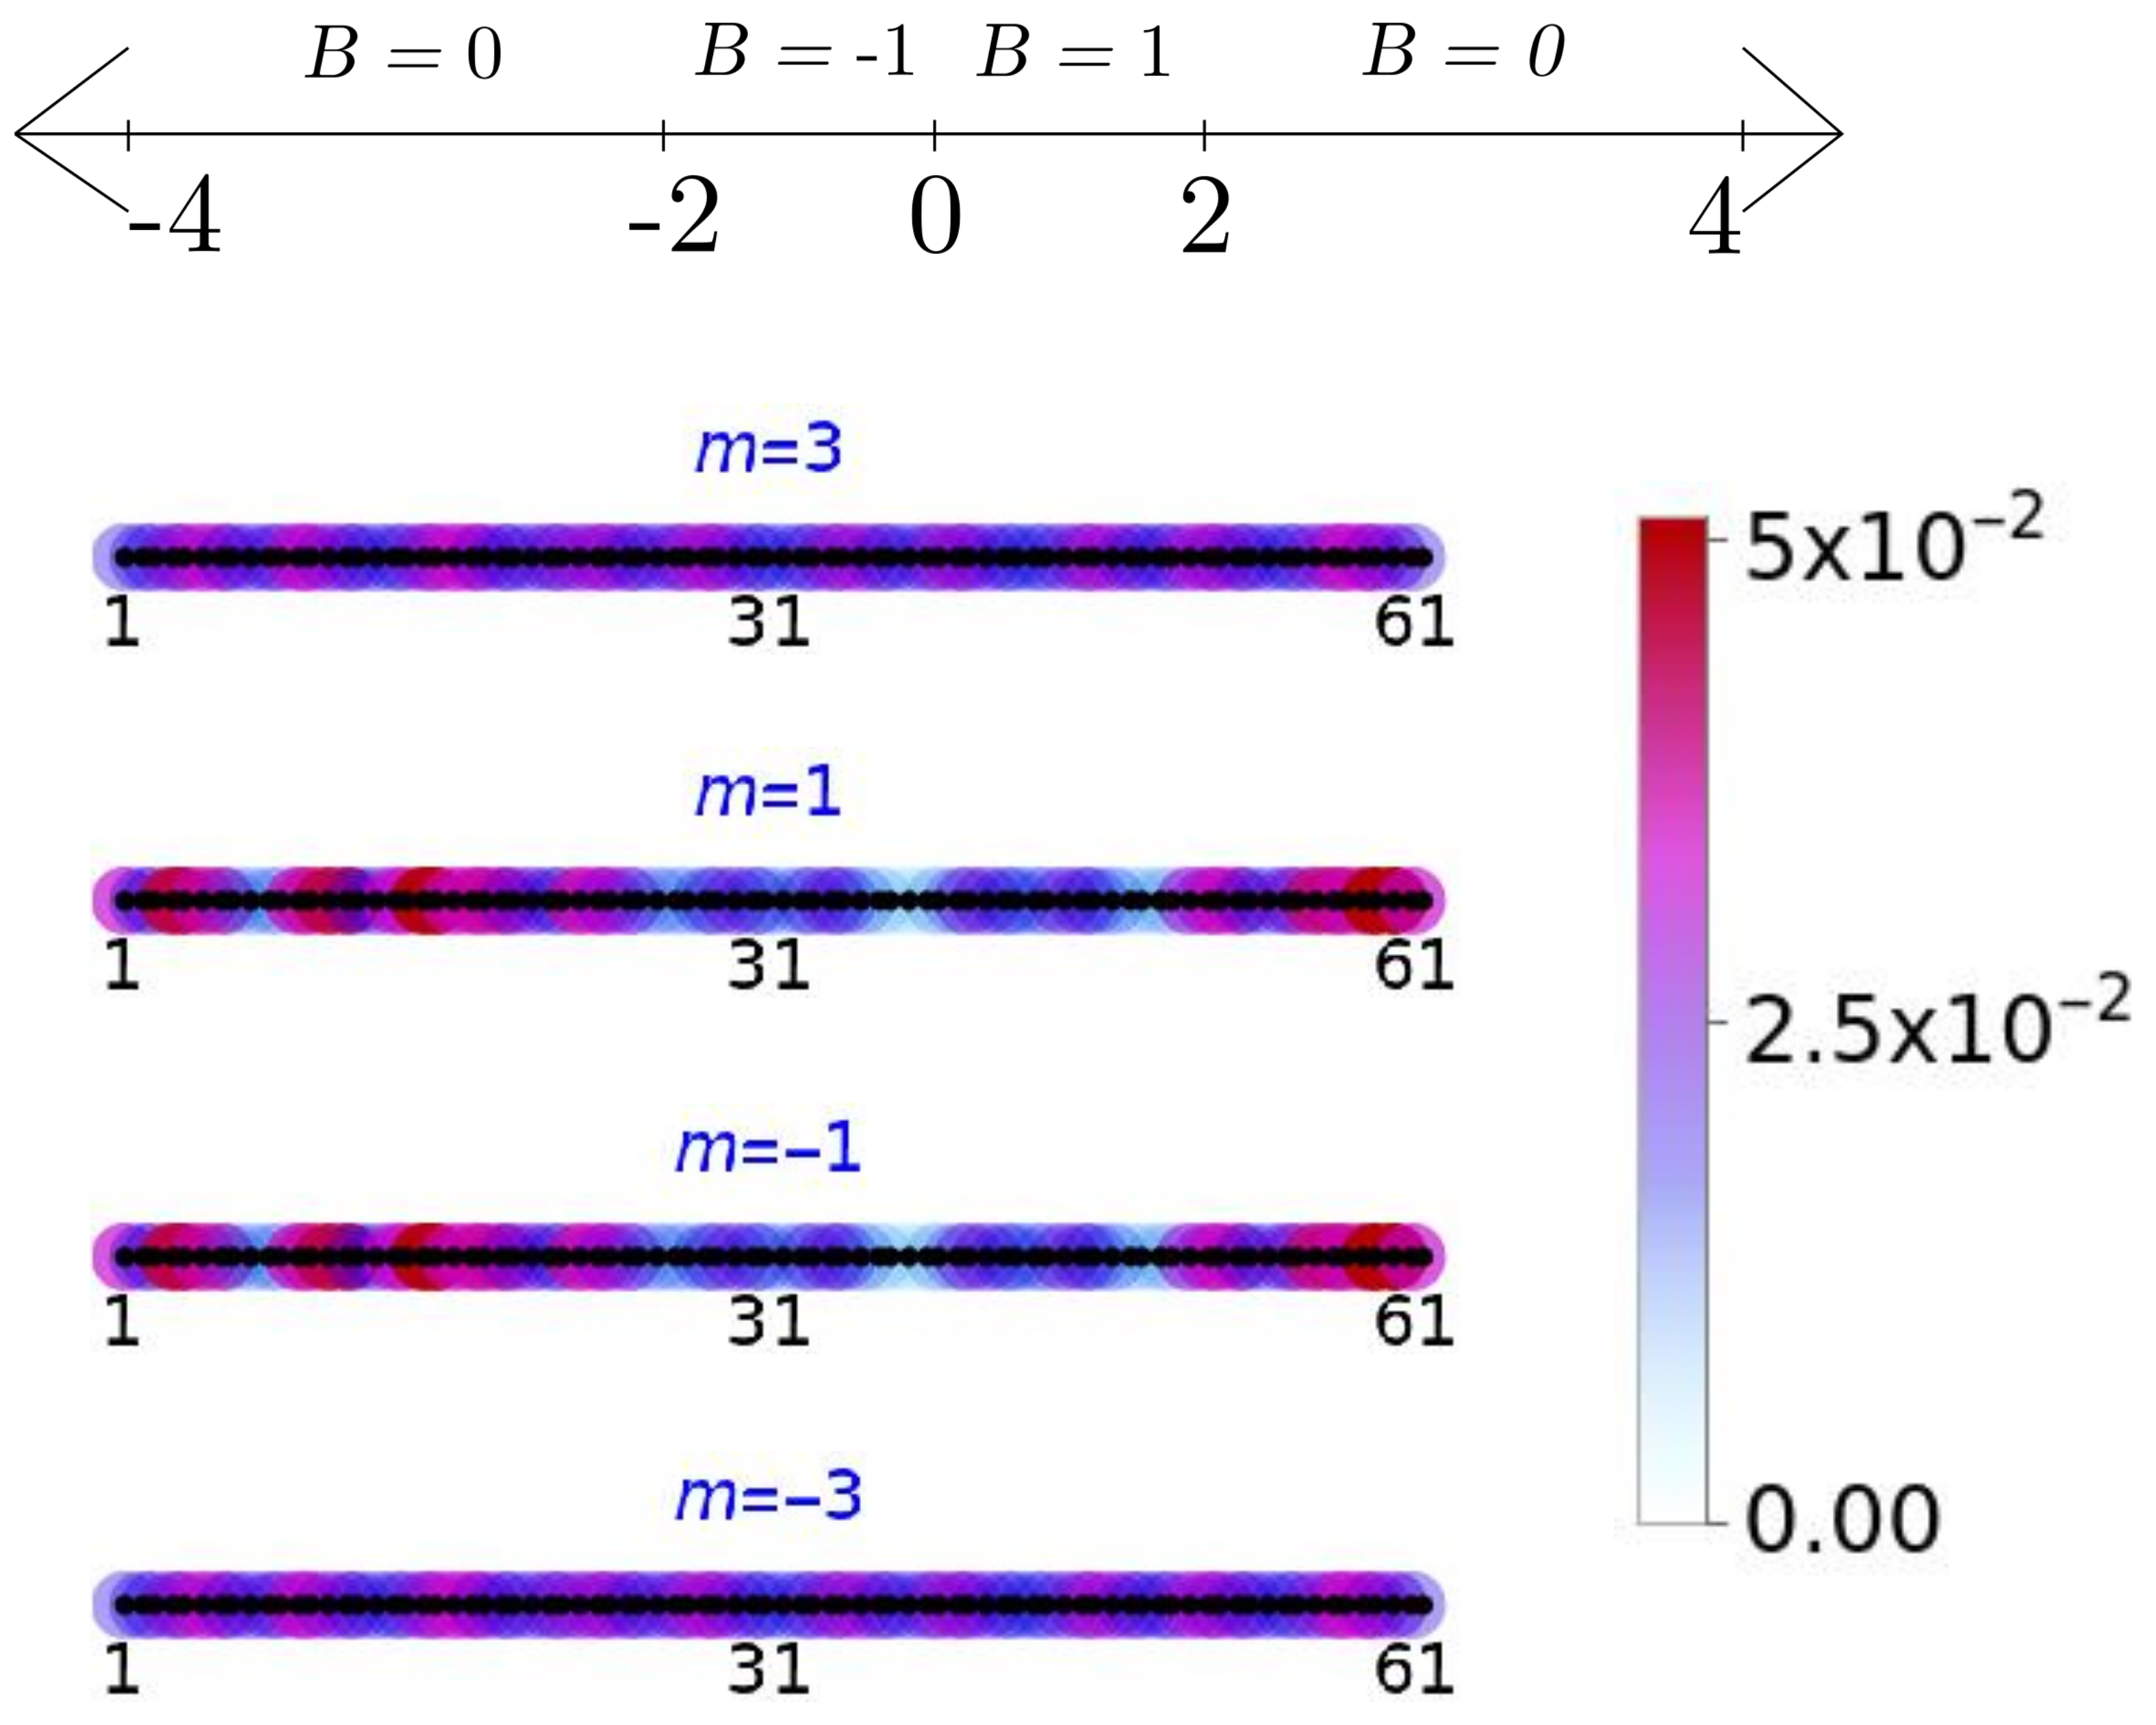 B = 0 B = -1 B = 1 B = 0
-4 -2 0 2 4
m=3
1 31 61
m=1
1 31 61
m=−1
1 31 61
m=−3
1 31 61
5x10⁻²
2.5x10⁻²
0.00